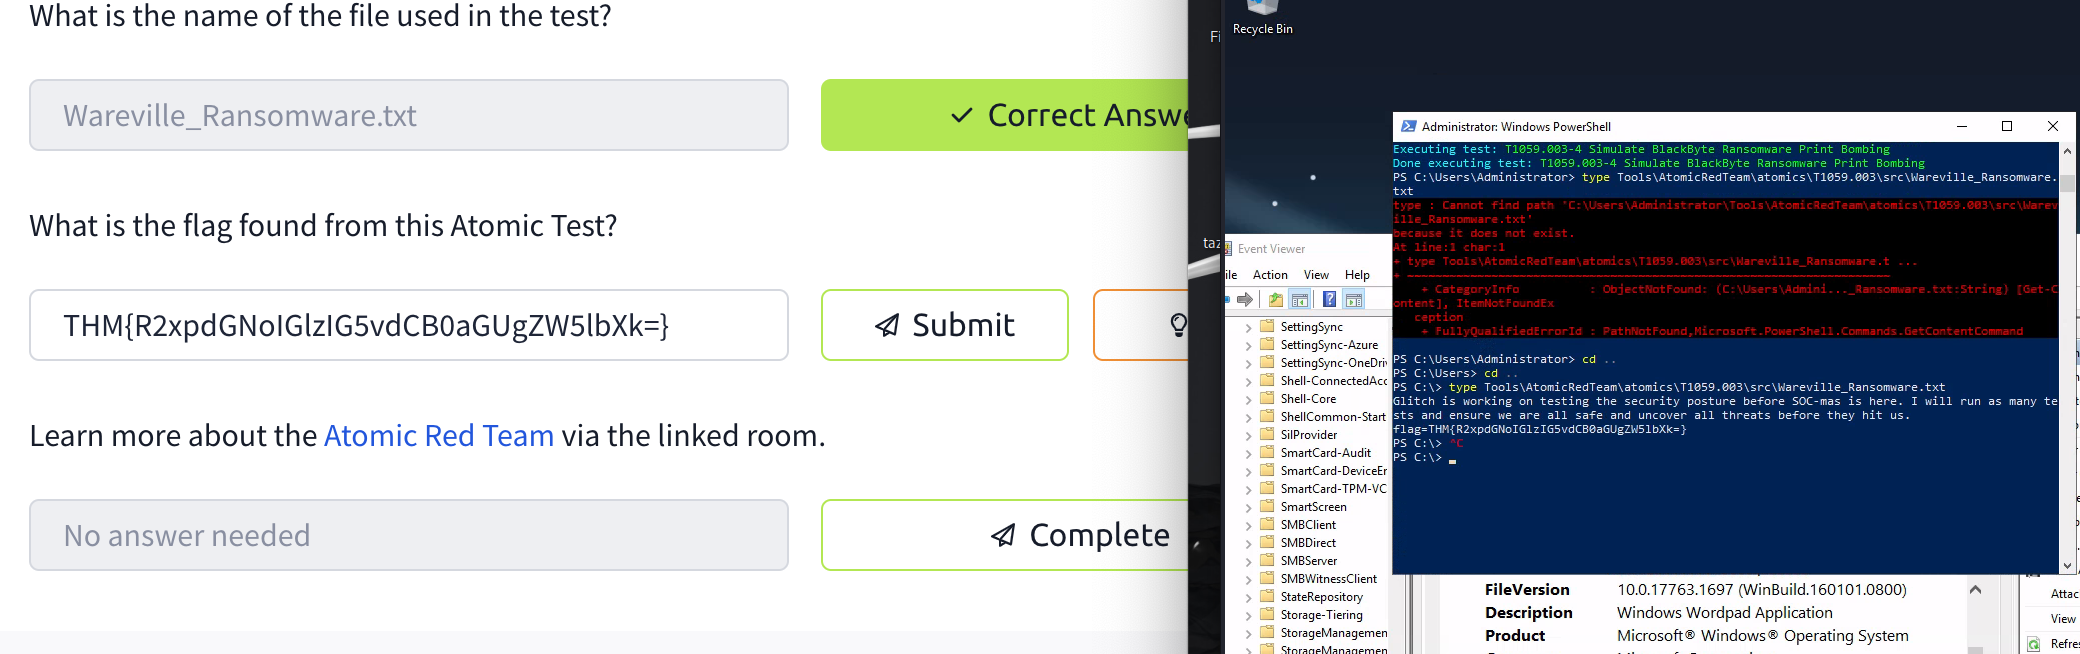 What is the name of the file used in the test?
Wareville_Ransomware.txt
Correct Answe
What is the flag found from this Atomic Test?
THM{R2xpdGNoIGlzIG5vdCB0aGUgZW5lbXk=}
Submit
Learn more about the Atomic Red Team via the linked room.
No answer needed
Complete
Fi
taz
Recycle Bin
Event Viewer
ile Action View Help
SettingSync
SettingSync-Azure
SettingSync-OneDri
Shell-ConnectedAcc
Shell-Core
ShellCommon-Start
SilProvider
SmartCard-Audit
SmartCard-DeviceEr
SmartCard-TPM-VC
SmartScreen
SMBClient
SMBDirect
SMBServer
SMBWitnessClient
StateRepository
Storage-Tiering
StorageManagemen
StorageManagemen
Administrator: Windows PowerShell
Executing test: T1059.003-4 Simulate BlackByte Ransomware Print Bombing
Done executing test: T1059.003-4 Simulate BlackByte Ransomware Print Bombing
PS C:\Users\Administrator> type Tools\AtomicRedTeam\atomics\T1059.003\src\Wareville_Ransomware.
txt
type : Cannot find path 'C:\Users\Administrator\Tools\AtomicRedTeam\atomics\T1059.003\src\Warev
ille_Ransomware.txt'
because it does not exist.
At line:1 char:1
+ type Tools\AtomicRedTeam\atomics\T1059.003\src\Wareville_Ransomware.t ...
+ ~~~~~~~~~~~~~~~~~~~~~~~~~~~~~~~~~~~~~~~~~~~~~~~~~~~~~~~~~~~~~~~~~~~~~
+ CategoryInfo : ObjectNotFound: (C:\Users\Admini..._Ransomware.txt:String) [Get-C
ontent], ItemNotFoundEx
ception
+ FullyQualifiedErrorId : PathNotFound,Microsoft.PowerShell.Commands.GetContentCommand
PS C:\Users\Administrator> cd ..
PS C:\Users> cd ..
PS C:\> type Tools\AtomicRedTeam\atomics\T1059.003\src\Wareville_Ransomware.txt
Glitch is working on testing the security posture before SOC-mas is here. I will run as many te
sts and ensure we are all safe and uncover all threats before they hit us.
flag=THM{R2xpdGNoIGlzIG5vdCB0aGUgZW5lbXk=}
PS C:\> ^C
PS C:\>
FileVersion 10.0.17763.1697 (WinBuild.160101.0800)
Description Windows Wordpad Application
Product Microsoft® Windows® Operating System
Attac
View
Refres